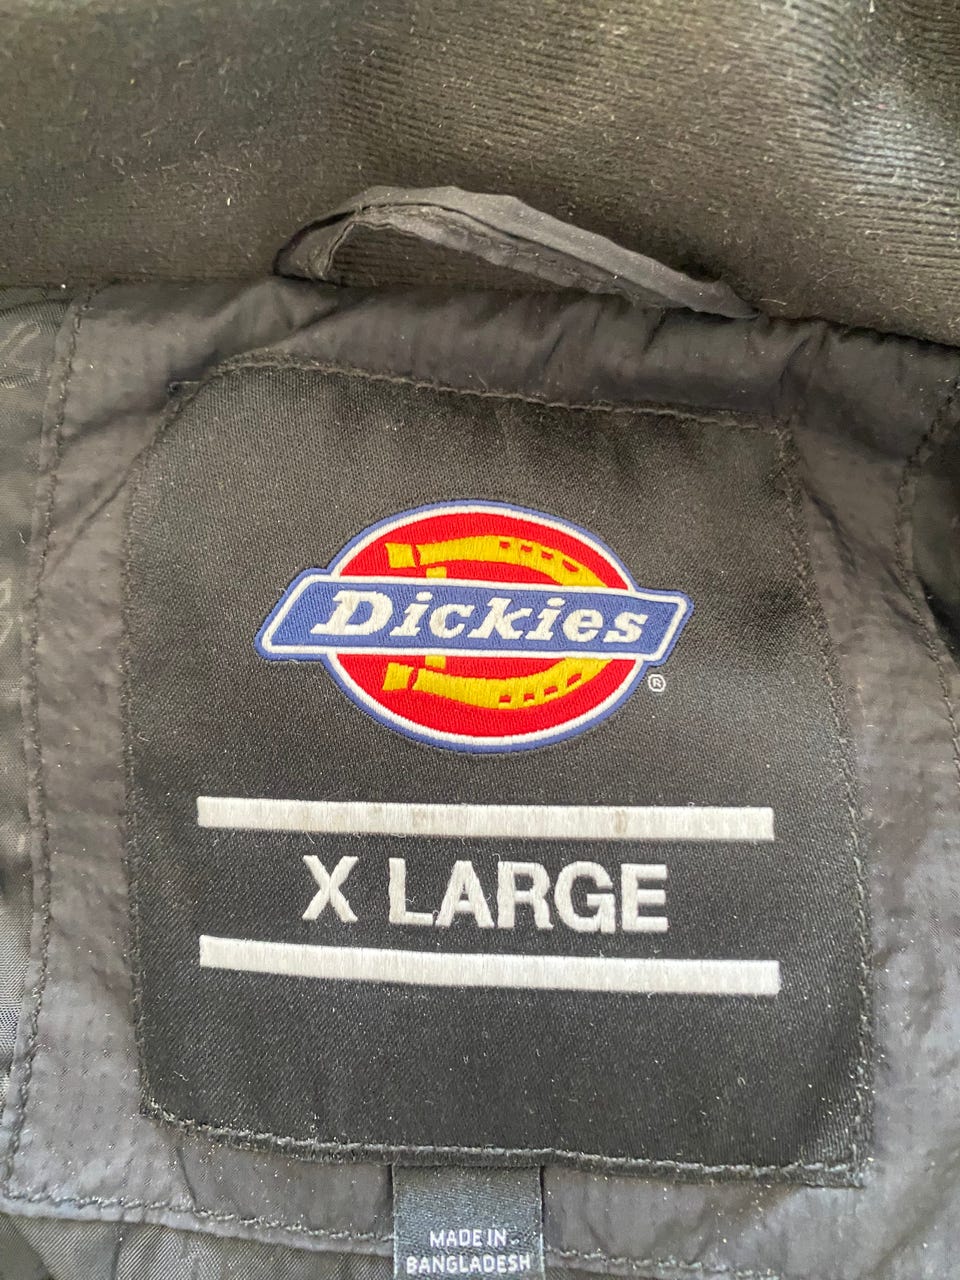 Dickies
®
X LARGE
MADE IN
BANGLADESH